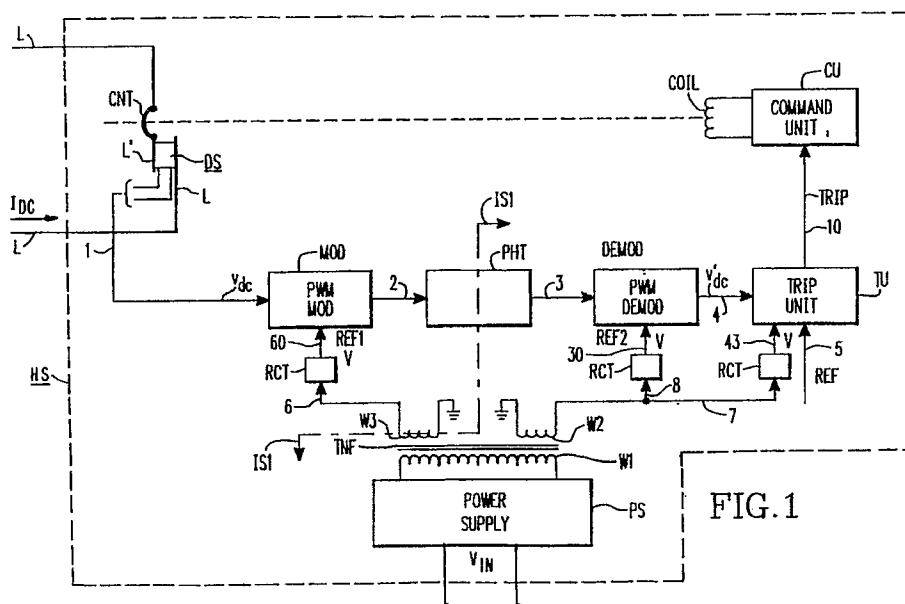 L
CNT
L'
DS
L
I DC
L
1
COIL
CU
COMMAND UNIT
TRIP
10
IS1
MOD
PHT
DEMOD
Vdc
PWM MOD
2
3
PWM DEMOD
V'dc
4
TRIP UNIT
TU
60
REF1
V
REF2
30
V
43
V
5
HS
RCT
RCT
RCT
REF
6
8
7
W3
W2
IS1
TNF
W1
POWER SUPPLY
PS
FIG.1
VIN